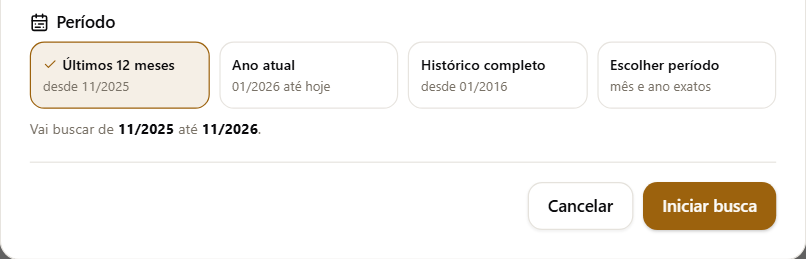 Período
Últimos 12 meses
desde 11/2025
Ano atual
01/2026 até hoje
Histórico completo
desde 01/2016
Escolher período
mês e ano exatos
Vai buscar de 11/2025 até 11/2026.
Cancelar
Iniciar busca